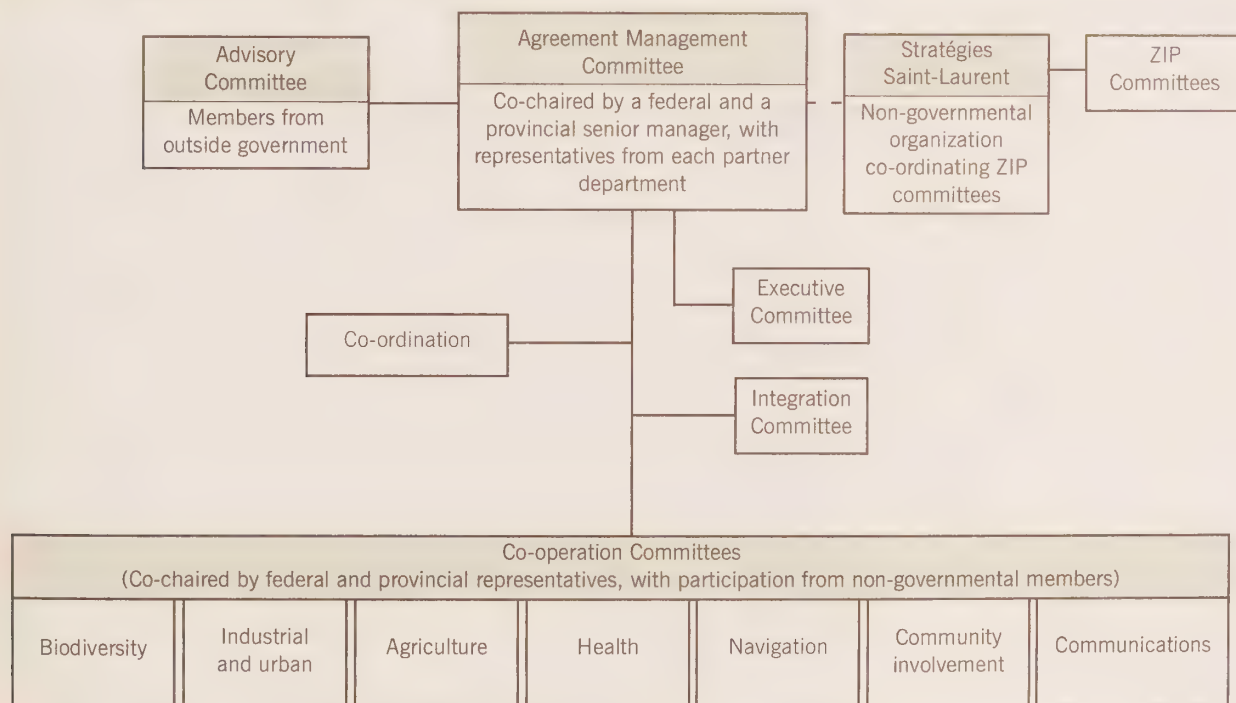 Advisory
Committee
Members from
outside government
Agreement Management
Committee
Co-chaired by a federal and a
provincial senior manager, with
representatives from each partner
department
Stratégies
Saint-Laurent
Non-governmental
organization
co-ordinating ZIP
committees
ZIP
Committees
Executive
Committee
Co-ordination
Integration
Committee
Co-operation Committees
(Co-chaired by federal and provincial representatives, with participation from non-governmental members)
Biodiversity
Industrial
and urban
Agriculture
Health
Navigation
Community
involvement
Communications